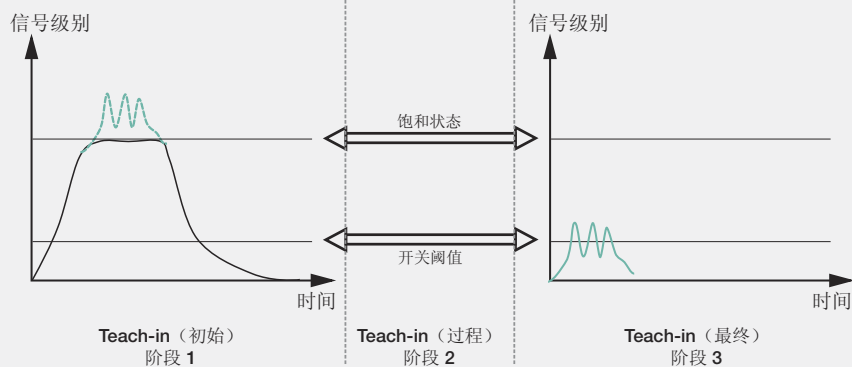 信号级别
信号级别
饱和状态
开关阈值
时间
时间
Teach-in（初始）
阶段 1
Teach-in（过程）
阶段 2
Teach-in（最终）
阶段 3